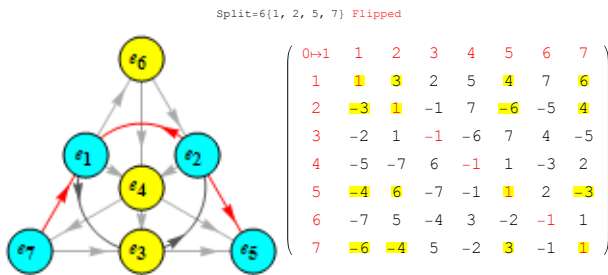 Split=6{1, 2, 5, 7} Flipped
e6
e1
e2
e4
e7
e3
e5
0↦1 1 2 3 4 5 6 7
1 1 3 2 5 4 7 6
2 -3 1 -1 7 -6 -5 4
3 -2 1 -1 -6 7 4 -5
4 -5 -7 6 -1 1 -3 2
5 -4 6 -7 -1 1 2 -3
6 -7 5 -4 3 -2 -1 1
7 -6 -4 5 -2 3 -1 1